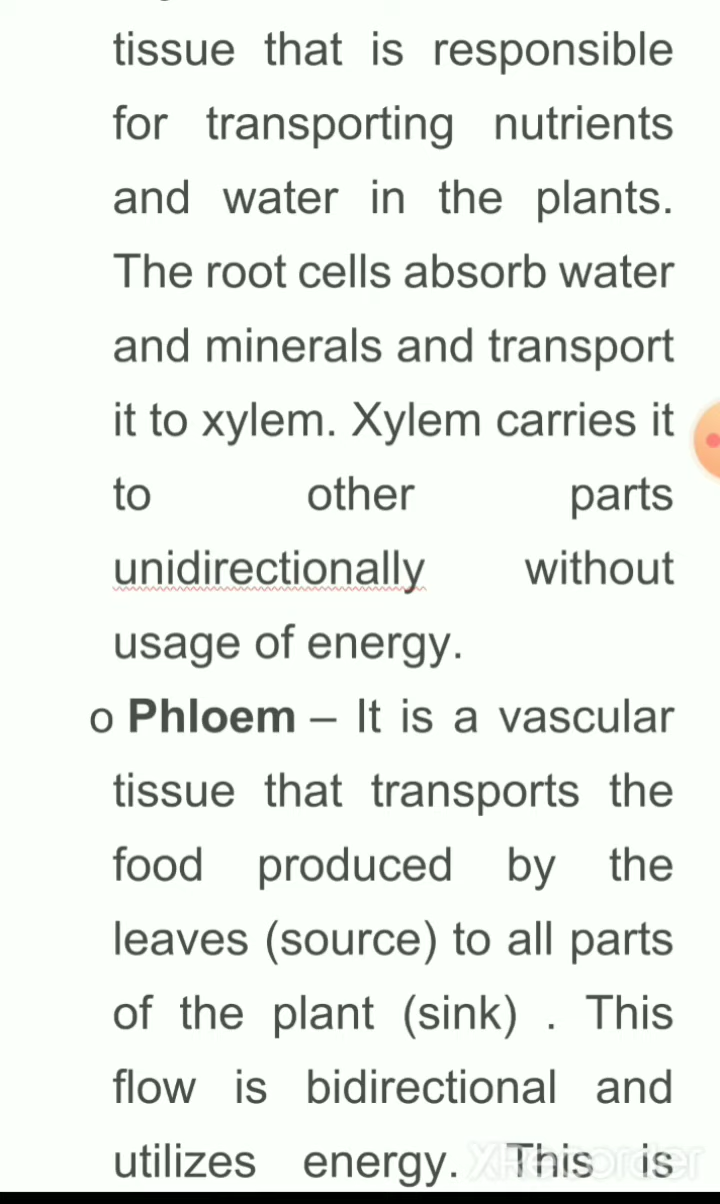 tissue that is responsible
for transporting nutrients
and water in the plants.
The root cells absorb water
and minerals and transport
it to xylem. Xylem carries it
to other parts
unidirectionally without
usage of energy.
o Phloem – It is a vascular
tissue that transports the
food produced by the
leaves (source) to all parts
of the plant (sink) . This
flow is bidirectional and
utilizes energy. This is
XRecorder